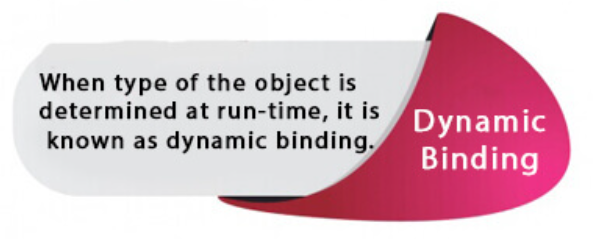 When type of the object is
determined at run-time, it is
known as dynamic binding.
Dynamic
Binding